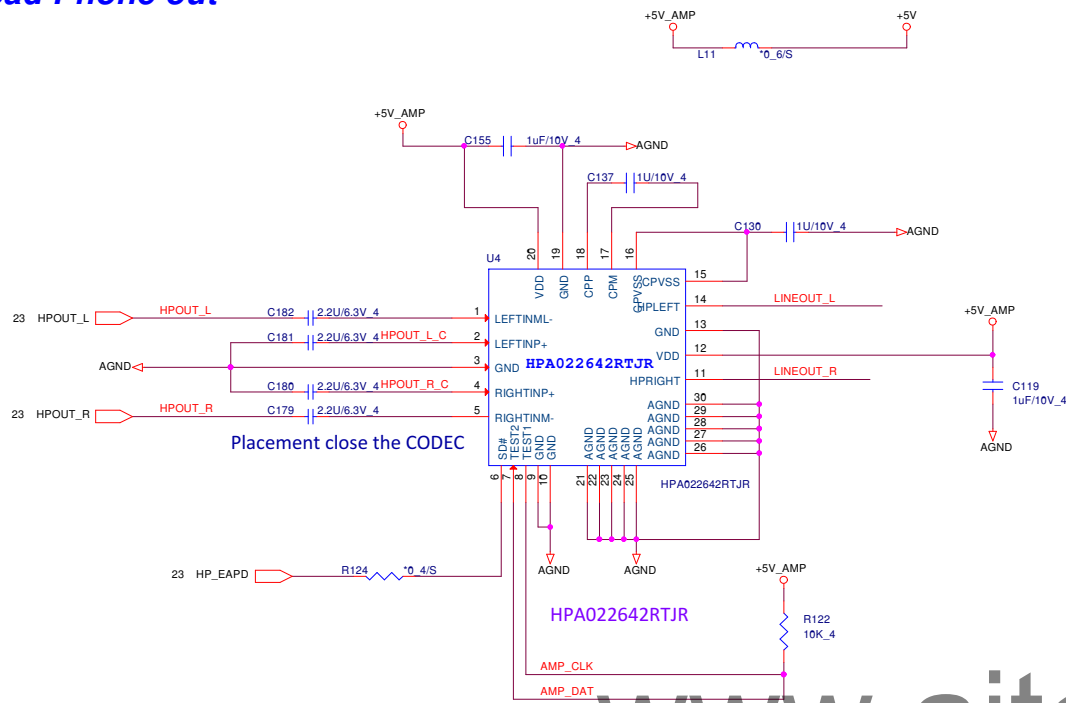 Phone out
+5V_AMP
+5V
L11
*0_6/S
+5V_AMP
C155
1uF/10V_4
AGND
C137
1U/10V_4
C130
1U/10V_4
AGND
U4
20
19
18
17
16
VDD
GND
CPP
CPM
CPVSS
CPVSS
15
HPLEFT
14
LINEOUT_L
GND
13
VDD
12
+5V_AMP
HPRIGHT
11
LINEOUT_R
C119
1uF/10V_4
AGND
AGND
30
AGND
29
AGND
28
AGND
27
AGND
26
23 HPOUT_L
HPOUT_L
C182
2.2U/6.3V_4
1
LEFTINML-
C181
2.2U/6.3V_4
HPOUT_L_C
2
LEFTINP+
AGND
3
GND
HPA022642RTJR
C180
2.2U/6.3V_4
HPOUT_R_C
4
RIGHTINP+
23 HPOUT_R
HPOUT_R
C179
2.2U/6.3V_4
5
RIGHTINM-
Placement close the CODEC
SD#
TEST2
TEST1
GND
GND
AGND
AGND
AGND
AGND
AGND
6
7
8
9
10
21
22
23
24
25
HPA022642RTJR
AGND
AGND
23 HP_EAPD
R124
*0_4/S
+5V_AMP
HPA022642RTJR
R122
10K_4
AMP_CLK
AMP_DAT